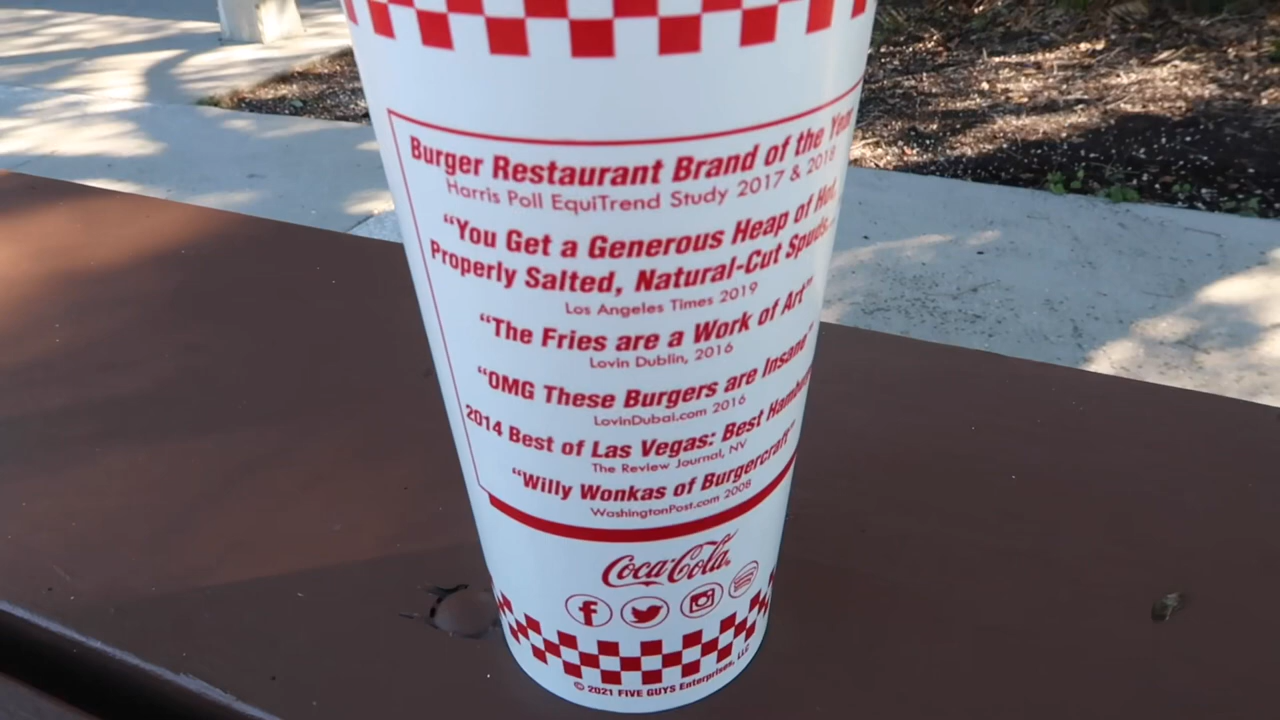 Burger Restaurant Brand of the Year
Harris Poll EquiTrend Study 2017 & 2018
“You Get a Generous Heap of Hot,
Properly Salted, Natural-Cut Spuds...
Los Angeles Times 2019
“The Fries are a Work of Art”
Lovin Dublin, 2016
“OMG These Burgers are Insane”
LovinDubai.com 2016
2014 Best of Las Vegas: Best
The Review Journal, NV
“Willy Wonkas of Burgercraft”
WashingtonPost.com 2008
Coca-Cola
© 2021 FIVE GUYS Enterprises, LLC